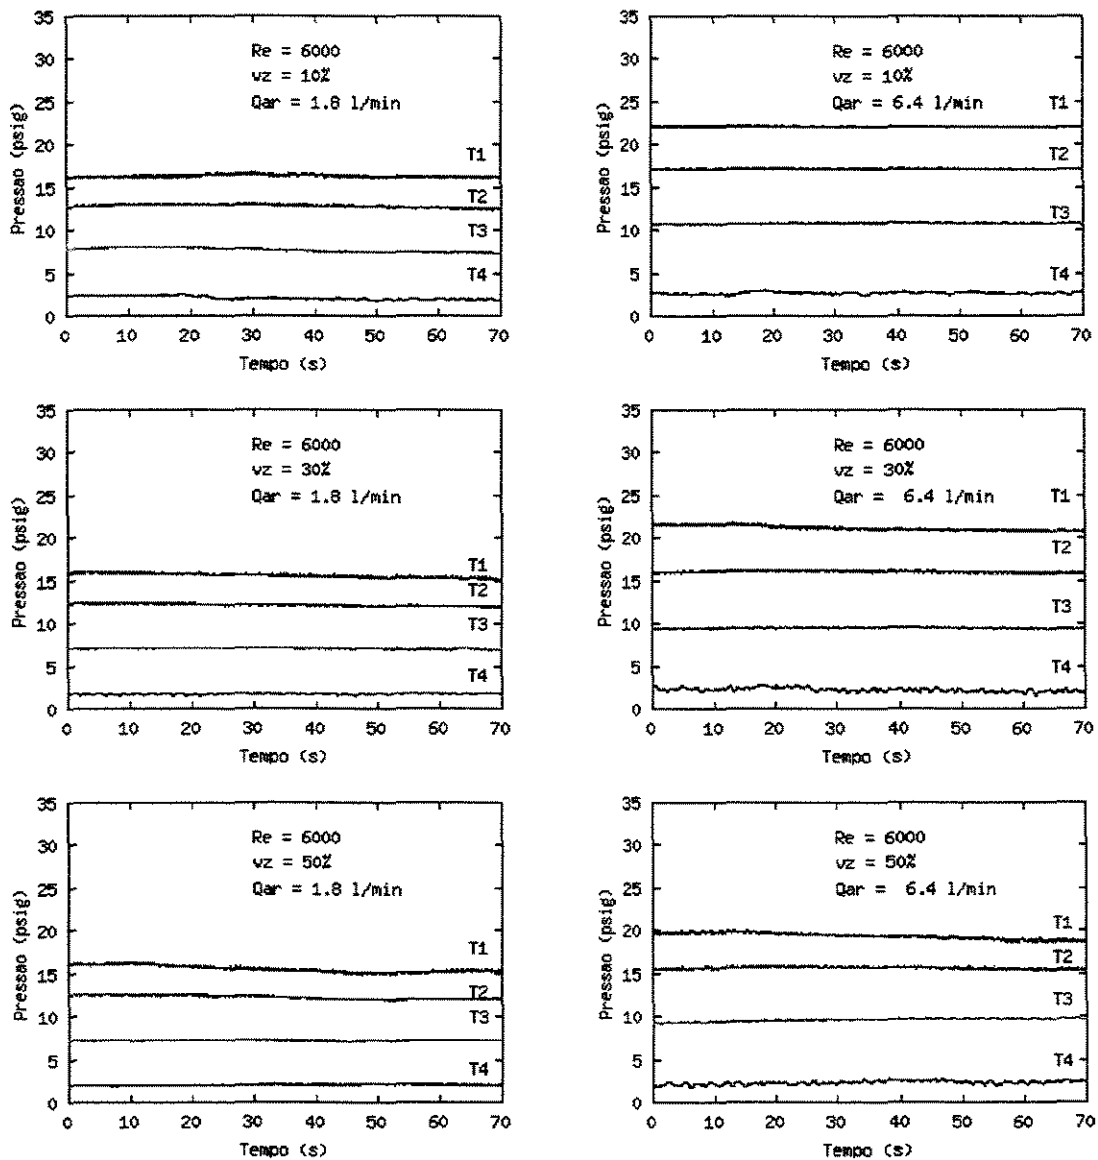 35
30
25
20
15
10
5
0
Pressao (psig)
Re = 6000
vz = 10%
Qar = 1.8 l/min
T1
T2
T3
T4
0 10 20 30 40 50 60 70
Tempo (s)
35
30
25
20
15
10
5
0
Pressao (psig)
Re = 6000
vz = 10%
Qar = 6.4 l/min
T1
T2
T3
T4
0 10 20 30 40 50 60 70
Tempo (s)
35
30
25
20
15
10
5
0
Pressao (psig)
Re = 6000
vz = 30%
Qar = 1.8 l/min
T1
T2
T3
T4
0 10 20 30 40 50 60 70
Tempo (s)
35
30
25
20
15
10
5
0
Pressao (psig)
Re = 6000
vz = 30%
Qar = 6.4 l/min
T1
T2
T3
T4
0 10 20 30 40 50 60 70
Tempo (s)
35
30
25
20
15
10
5
0
Pressao (psig)
Re = 6000
vz = 50%
Qar = 1.8 l/min
T1
T2
T3
T4
0 10 20 30 40 50 60 70
Tempo (s)
35
30
25
20
15
10
5
0
Pressao (psig)
Re = 6000
vz = 50%
Qar = 6.4 l/min
T1
T2
T3
T4
0 10 20 30 40 50 60 70
Tempo (s)